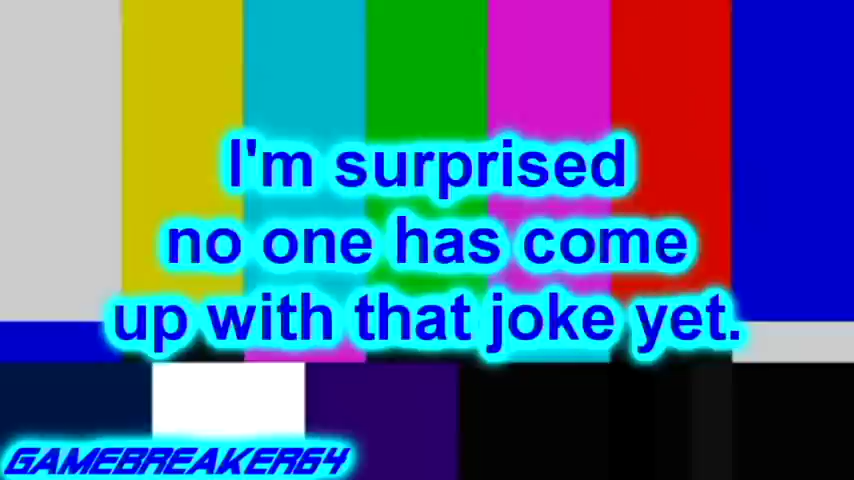 I'm surprised
no one has come
up with that joke yet.
GAMEBREAKER64